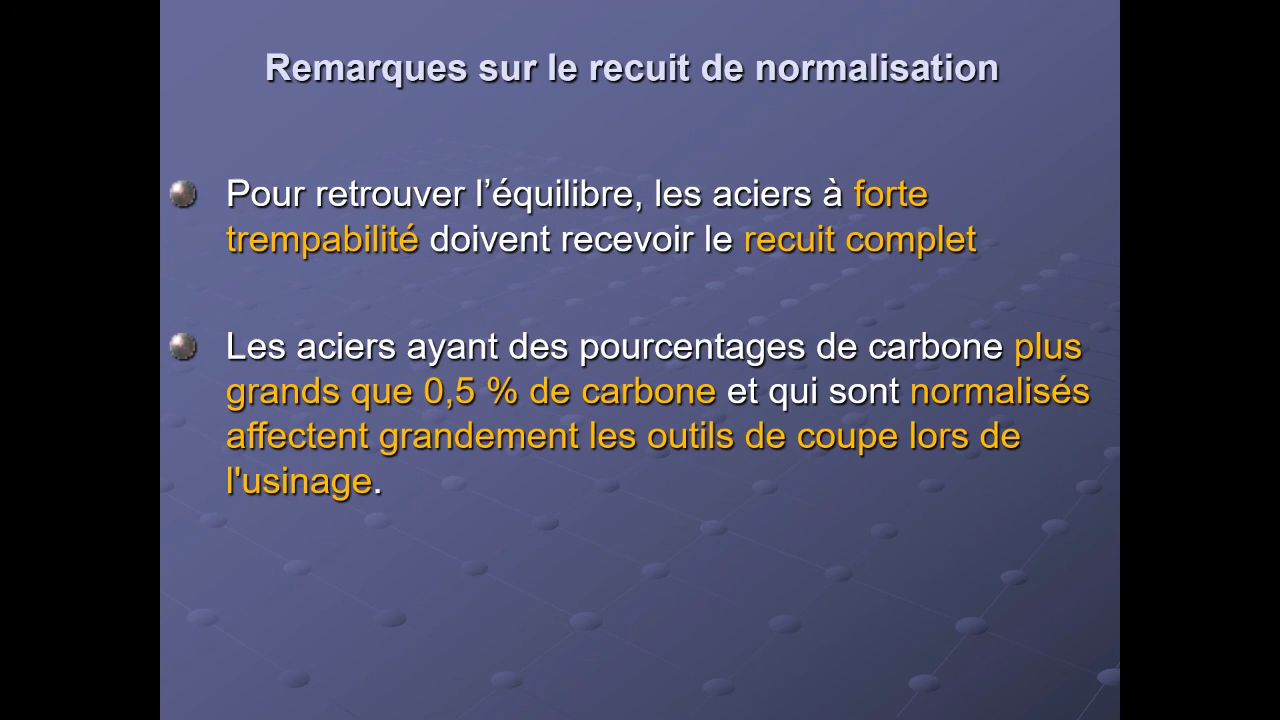 Remarques sur le recuit de normalisation
Pour retrouver l’équilibre, les aciers à forte
trempabilité doivent recevoir le recuit complet
Les aciers ayant des pourcentages de carbone plus
grands que 0,5 % de carbone et qui sont normalisés
affectent grandement les outils de coupe lors de
l'usinage.